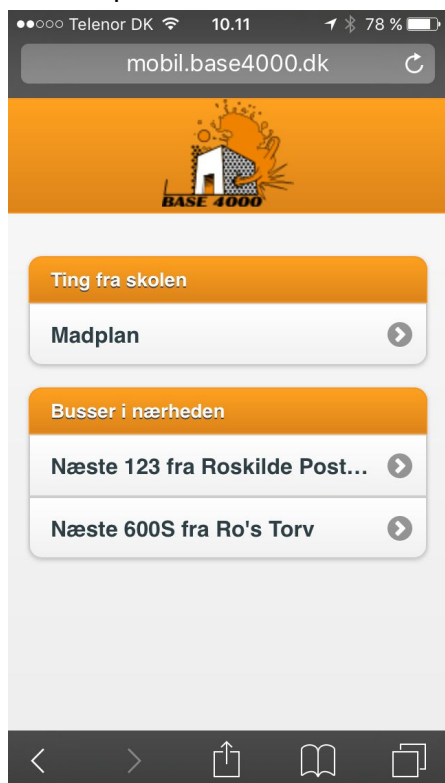 Telenor DK 10.11 78 %
mobil.base4000.dk
BASE 4000
Ting fra skolen
Madplan
Busser i nærheden
Næste 123 fra Roskilde Post...
Næste 600S fra Ro's Torv